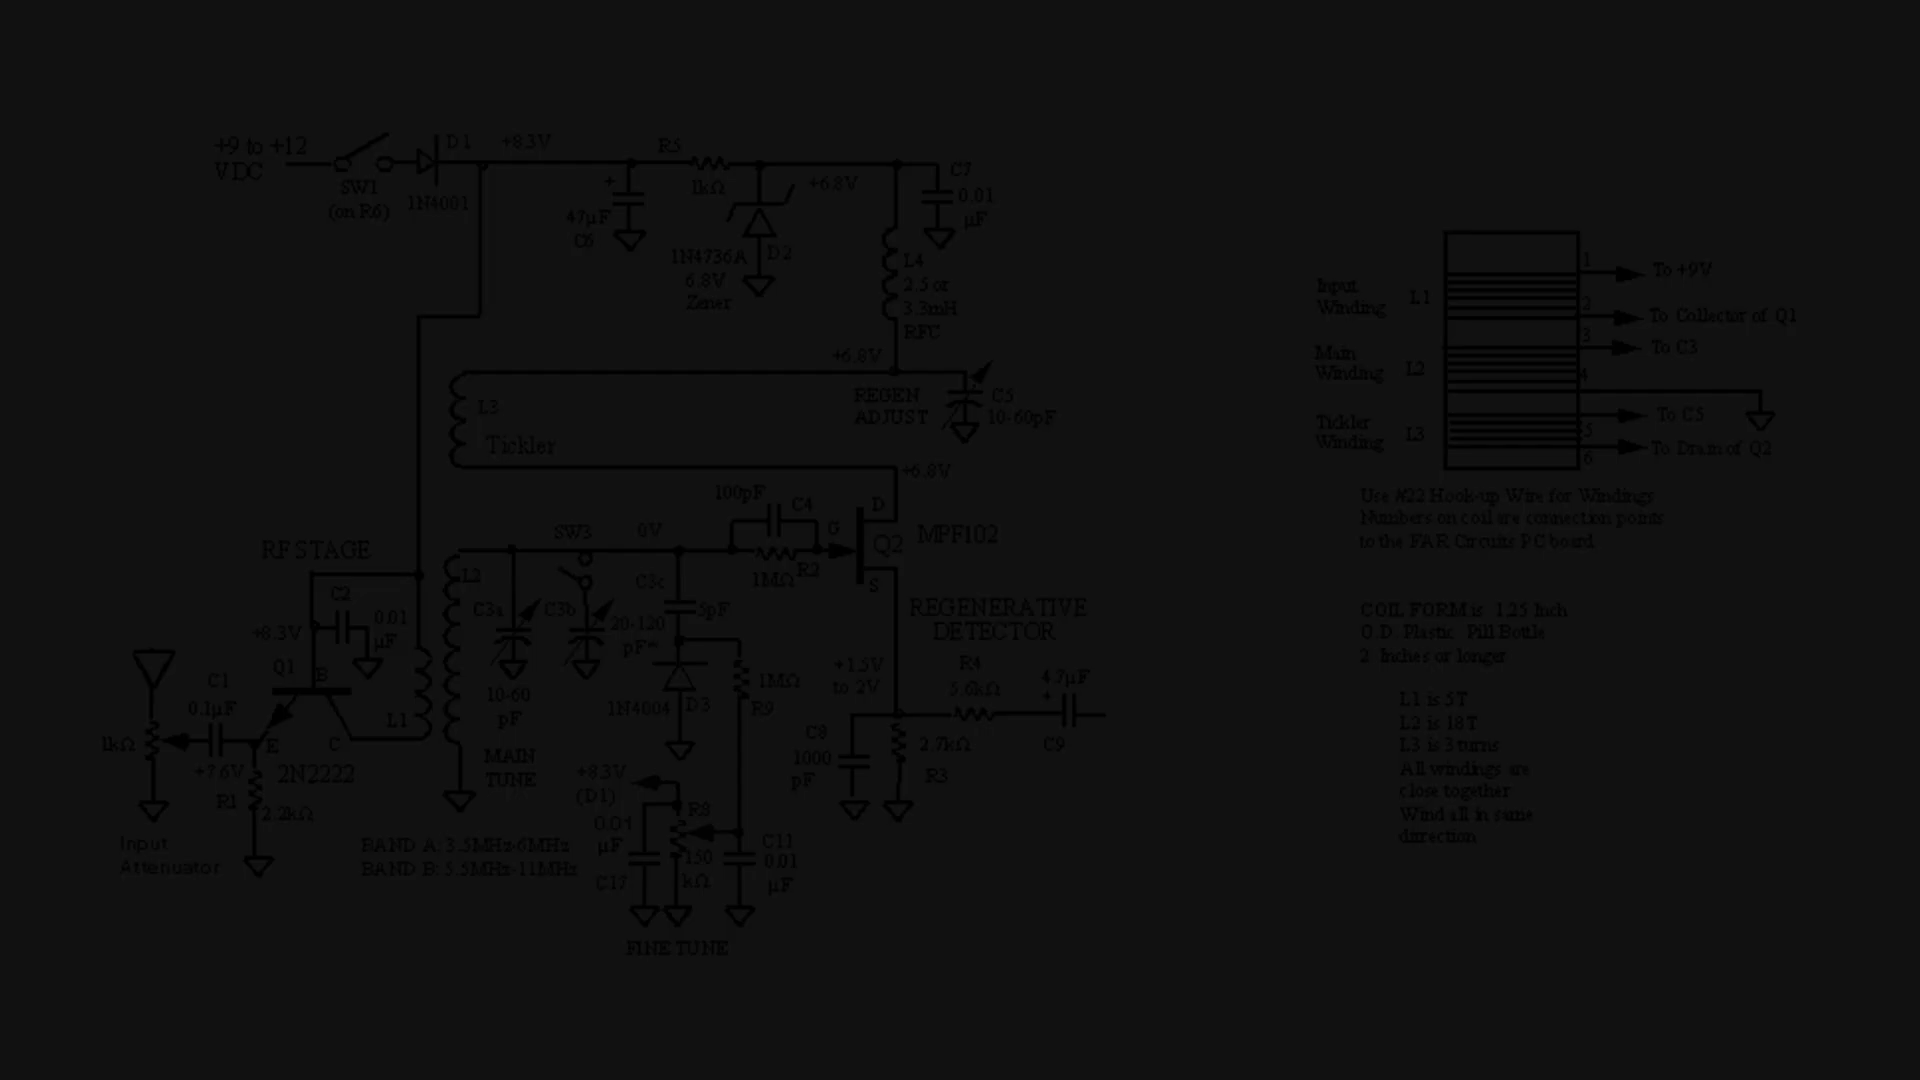 +9 to +12
VDC
SW1
(on R6)
D1
1N4001
+8.3V
47µF
C6
+
R5
1kΩ
1N4736A
6.8V
Zener
D2
+6.8V
C7
0.01
µF
L4
2.5 or
3.3mH
RFC
+6.8V
REGEN
ADJUST
C5
10-60pF
L3
Tickler
+6.8V
100pF
C4
SW3
0V
G
D
Q2
MPF102
S
1MΩ
R2
RF STAGE
C2
0.01
µF
+8.3V
Q1
B
E
C
2N2222
C1
0.1µF
1kΩ
+7.6V
R1
2.2kΩ
Input
Attenuator
L1
L2
C3a
10-60
pF
MAIN
TUNE
C3b
20-120
pF*
C3c
5pF
1N4004
D3
1MΩ
R9
REGENERATIVE
DETECTOR
+1.5V
to 2V
R4
5.6kΩ
4.7µF
+
C9
C8
1000
pF
2.7kΩ
R3
+8.3V
(D1)
R8
150
kΩ
µF
C17
C11
0.01
µF
FINE TUNE
BAND A: 3.5MHz-6MHz
BAND B: 5.5MHz-11MHz
Input
Winding
L1
Main
Winding
L2
Tickler
Winding
L3
1
To +9V
2
To Collector of Q1
3
To C3
4
To C5
5
To Drain of Q2
6
Use #22 Hook-up Wire for Windings
Numbers on coil are connection points
to the FAR Circuits PC board
COIL FORM is 1.25 Inch
O.D. Plastic Pill Bottle
2 Inches or longer
L1 is 5T
L2 is 18T
L3 is 3 turns
All windings are
close together
Wind all in same
dirrection